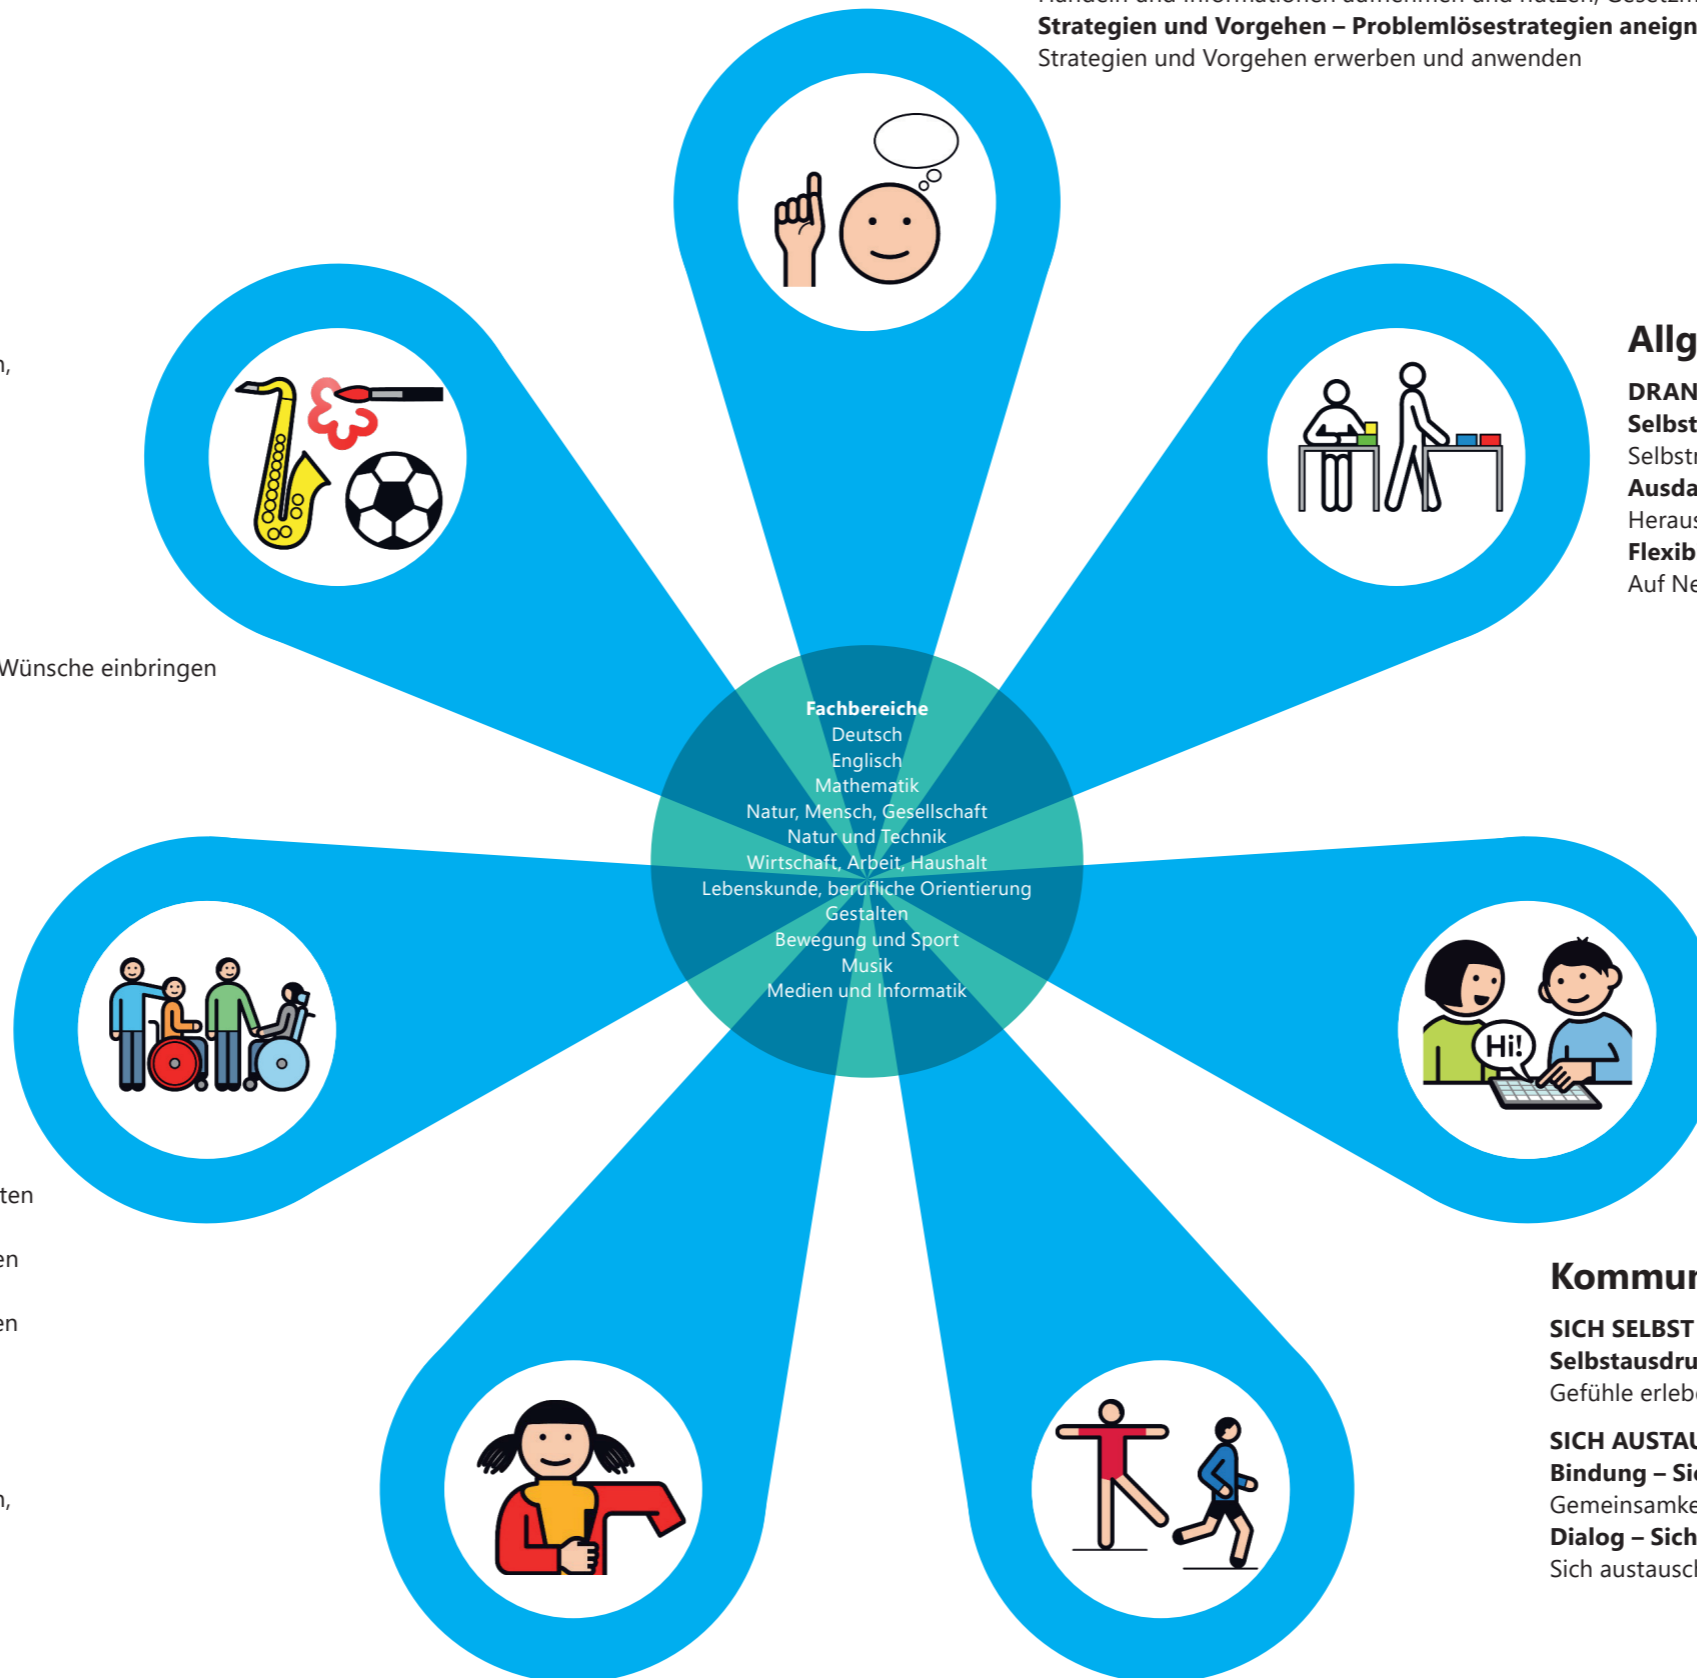 Strategien und Vorgehen – Problemlösestrategien aneign
Strategien und Vorgehen erwerben und anwenden
Allg
DRAN
Selbst
Selbstr
Ausda
Heraus
Flexib
Auf Ne
Wünsche einbringen
Fachbereiche
Deutsch
Englisch
Mathematik
Natur, Mensch, Gesellschaft
Natur und Technik
Wirtschaft, Arbeit, Haushalt
Lebenskunde, berufliche Orientierung
Gestalten
Bewegung und Sport
Musik
Medien und Informatik
Hi!
ten
en
en
n,
Kommur
SICH SELBST
Selbstausdru
Gefühle erleb
SICH AUSTAU
Bindung – Sic
Gemeinsamke
Dialog – Sich
Sich austausch